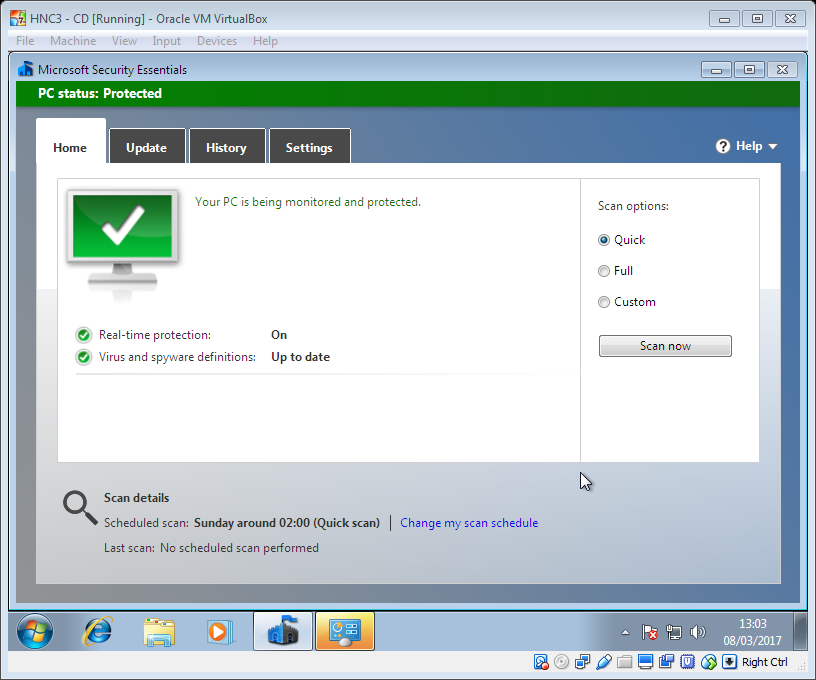 HNC3 - CD [Running] - Oracle VM VirtualBox
File Machine View Input Devices Help
Microsoft Security Essentials
PC status: Protected
Home Update History Settings ? Help
Your PC is being monitored and protected.
Scan options:
Quick
Full
Custom
Scan now
Real-time protection: On
Virus and spyware definitions: Up to date
Scan details
Scheduled scan: Sunday around 02:00 (Quick scan) | Change my scan schedule
Last scan: No scheduled scan performed
13:03
08/03/2017
Right Ctrl